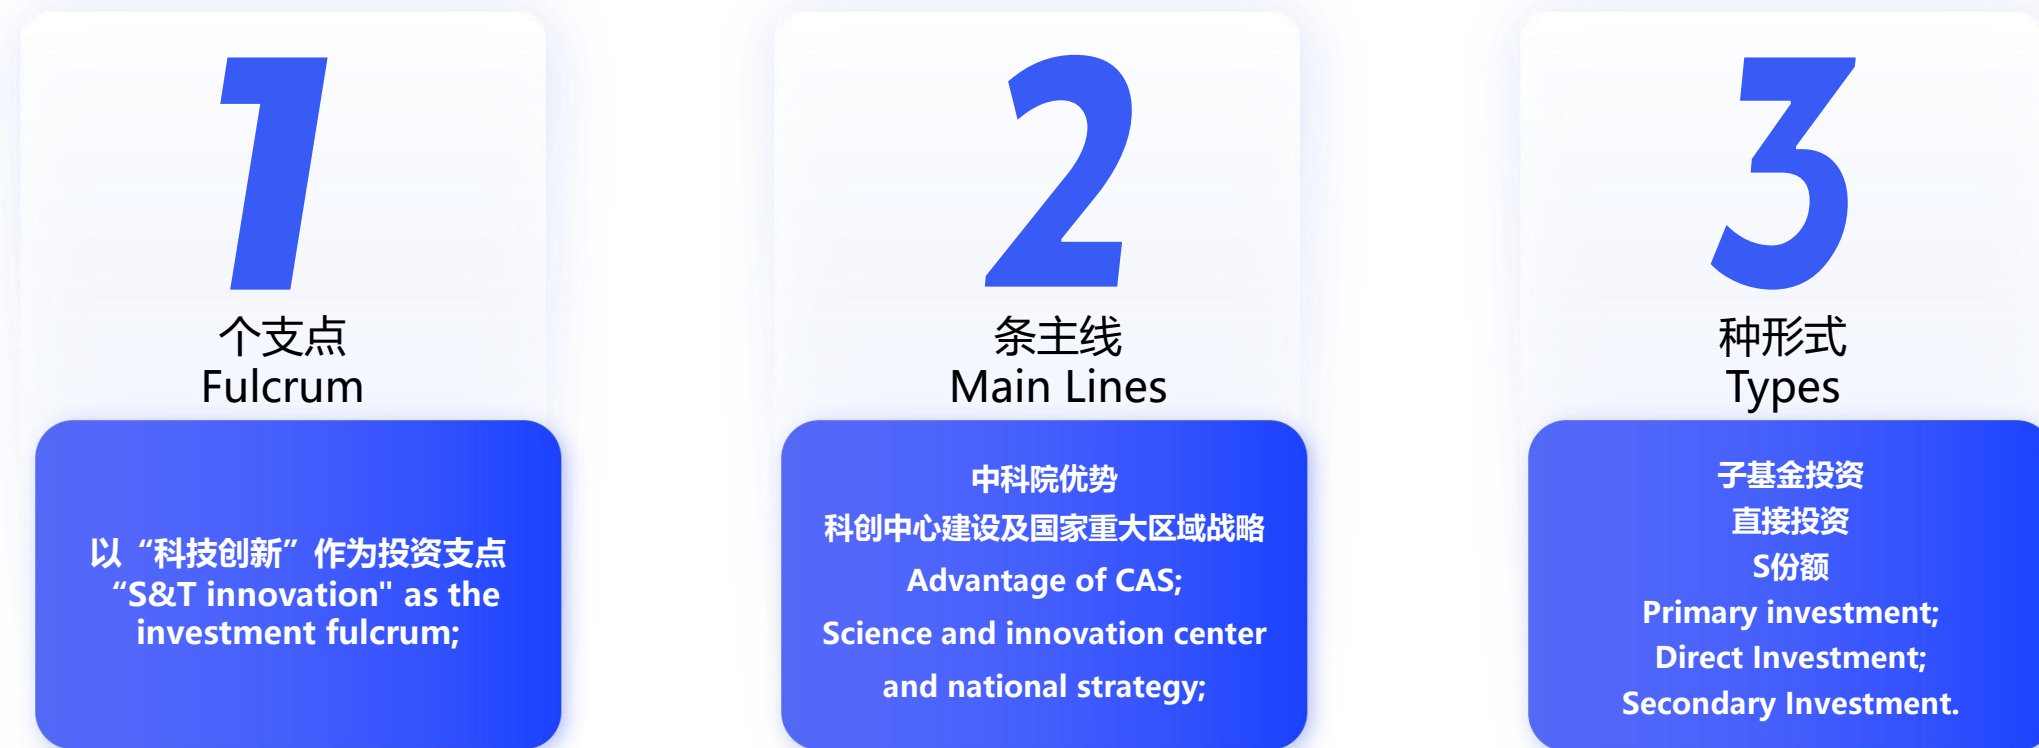 1
个支点
Fulcrum
以“科技创新”作为投资支点
“S&T innovation" as the
investment fulcrum;
2
条主线
Main Lines
中科院优势
科创中心建设及国家重大区域战略
Advantage of CAS;
Science and innovation center
and national strategy;
3
种形式
Types
子基金投资
直接投资
S份额
Primary investment;
Direct Investment;
Secondary Investment.